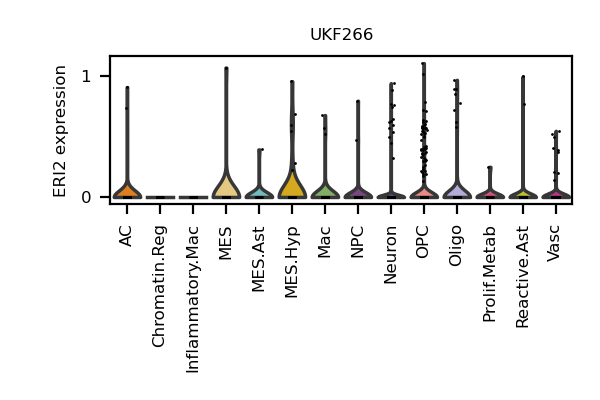 UKF266
ERI2 expression
1
0
AC
Chromatin.Reg
Inflammatory.Mac
MES
MES.Ast
MES.Hyp
Mac
NPC
Neuron
OPC
Oligo
Prolif.Metab
Reactive.Ast
Vasc